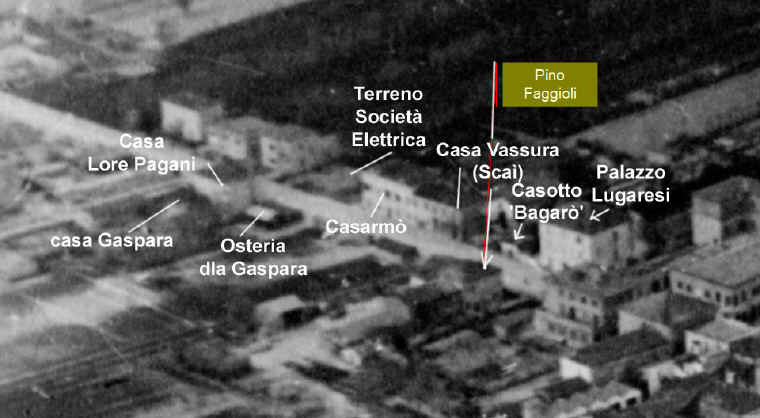 Pino
Faggioli
Terreno
Società
Elettrica
Casa
Lore Pagani
Casa Vassura
(Scaì)
Palazzo
Lugaresi
Casotto
'Bagarò'
casa Gaspara
Osteria
dla Gaspara
Casarmò